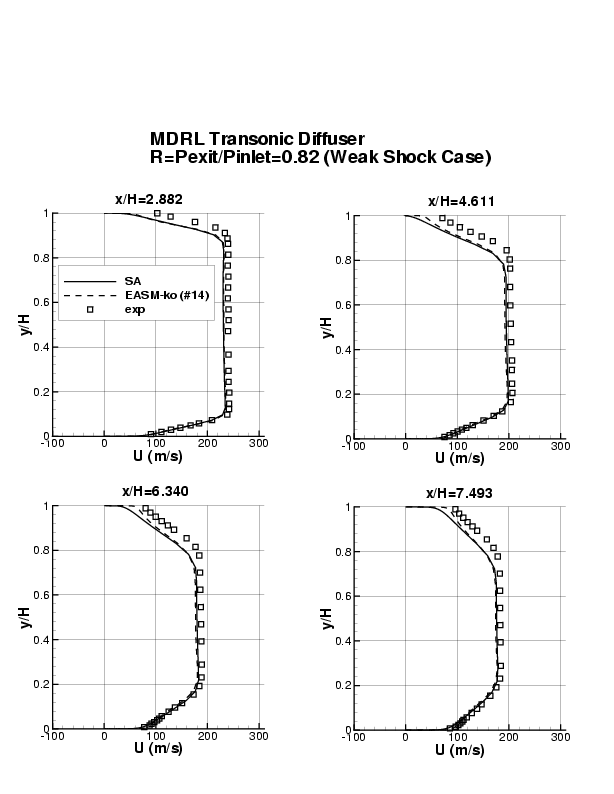 MDRL Transonic Diffuser
R=Pexit/Pinlet=0.82 (Weak Shock Case)
x/H=2.882
1
0.8
0.6
0.4
0.2
0
y/H
-100 0 100 200 300
U (m/s)
SA
EASM-ko (#14)
exp
x/H=4.611
1
0.8
0.6
0.4
0.2
0
y/H
-100 0 100 200 300
U (m/s)
x/H=6.340
1
0.8
0.6
0.4
0.2
0
y/H
-100 0 100 200 300
U (m/s)
x/H=7.493
1
0.8
0.6
0.4
0.2
0
y/H
-100 0 100 200 300
U (m/s)